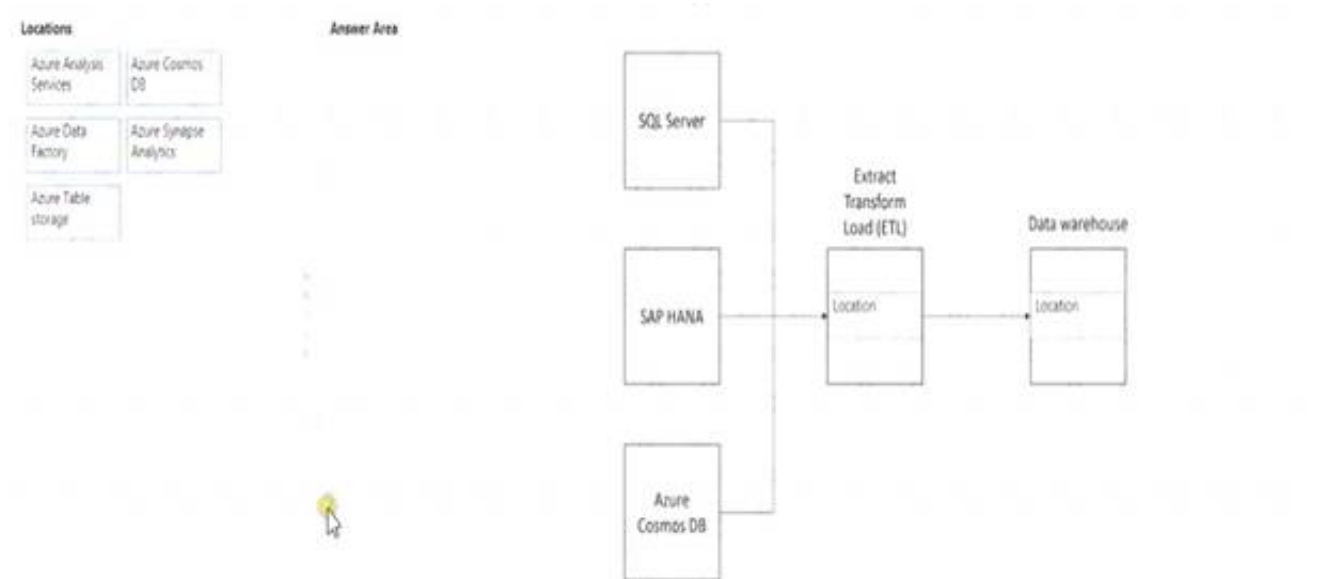 Locations
Answer Area
Azure Analysis
Services
Azure Cosmos
DB
Azure Data
Factory
Azure Synapse
Analytics
Azure Table
storage
SQL Server
SAP HANA
Azure
Cosmos DB
Extract
Transform
Load (ETL)
Location
Data warehouse
Location